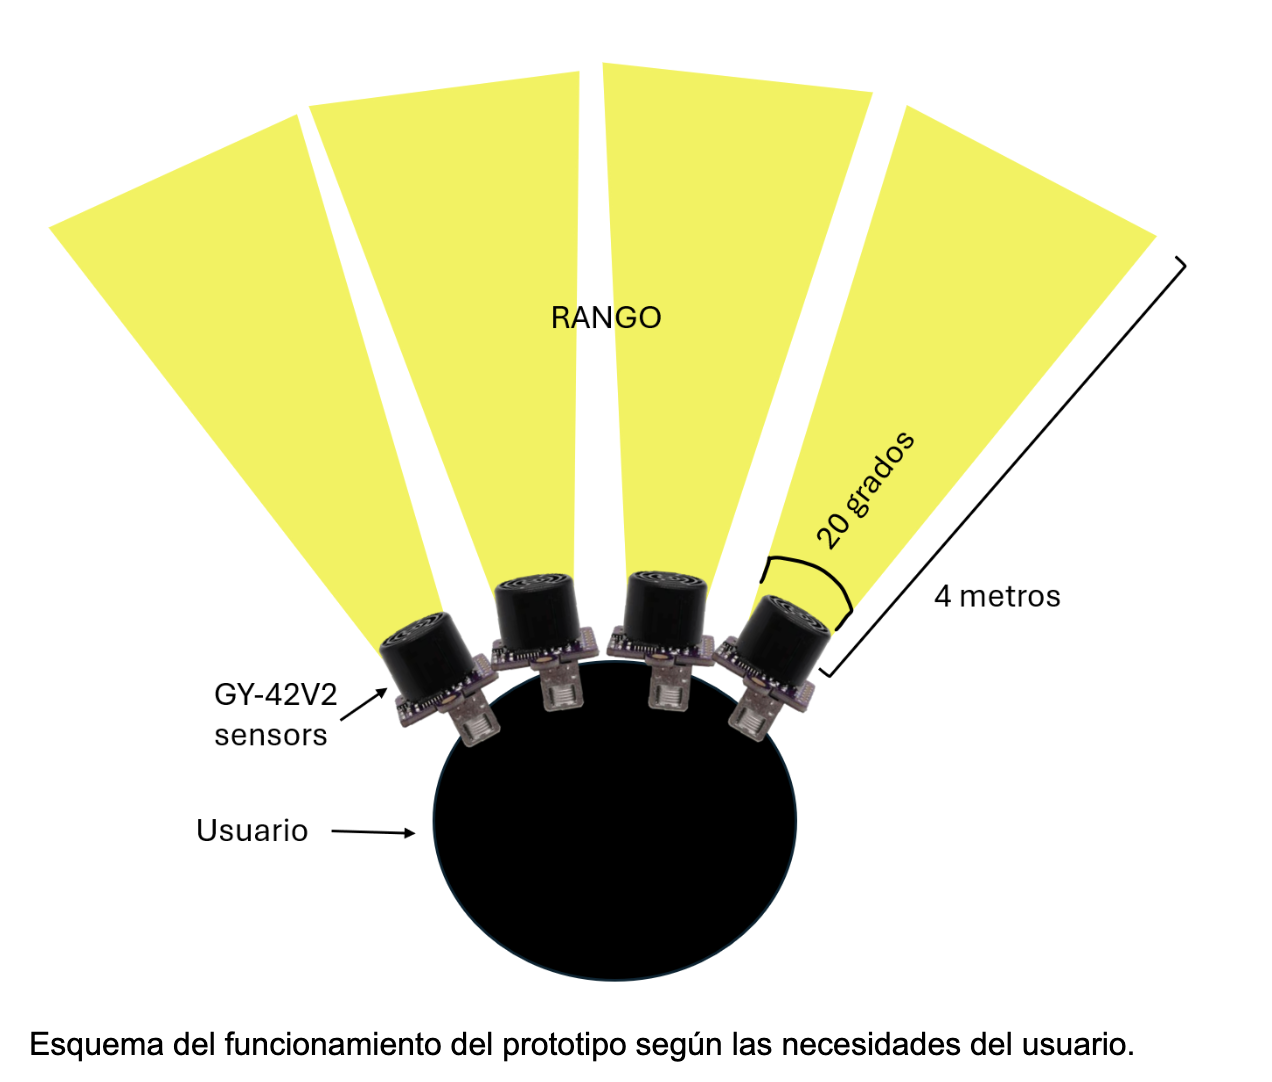 RANGO
20 grados
4 metros
GY-42V2
sensors
Usuario
Esquema del funcionamiento del prototipo según las necesidades del usuario.